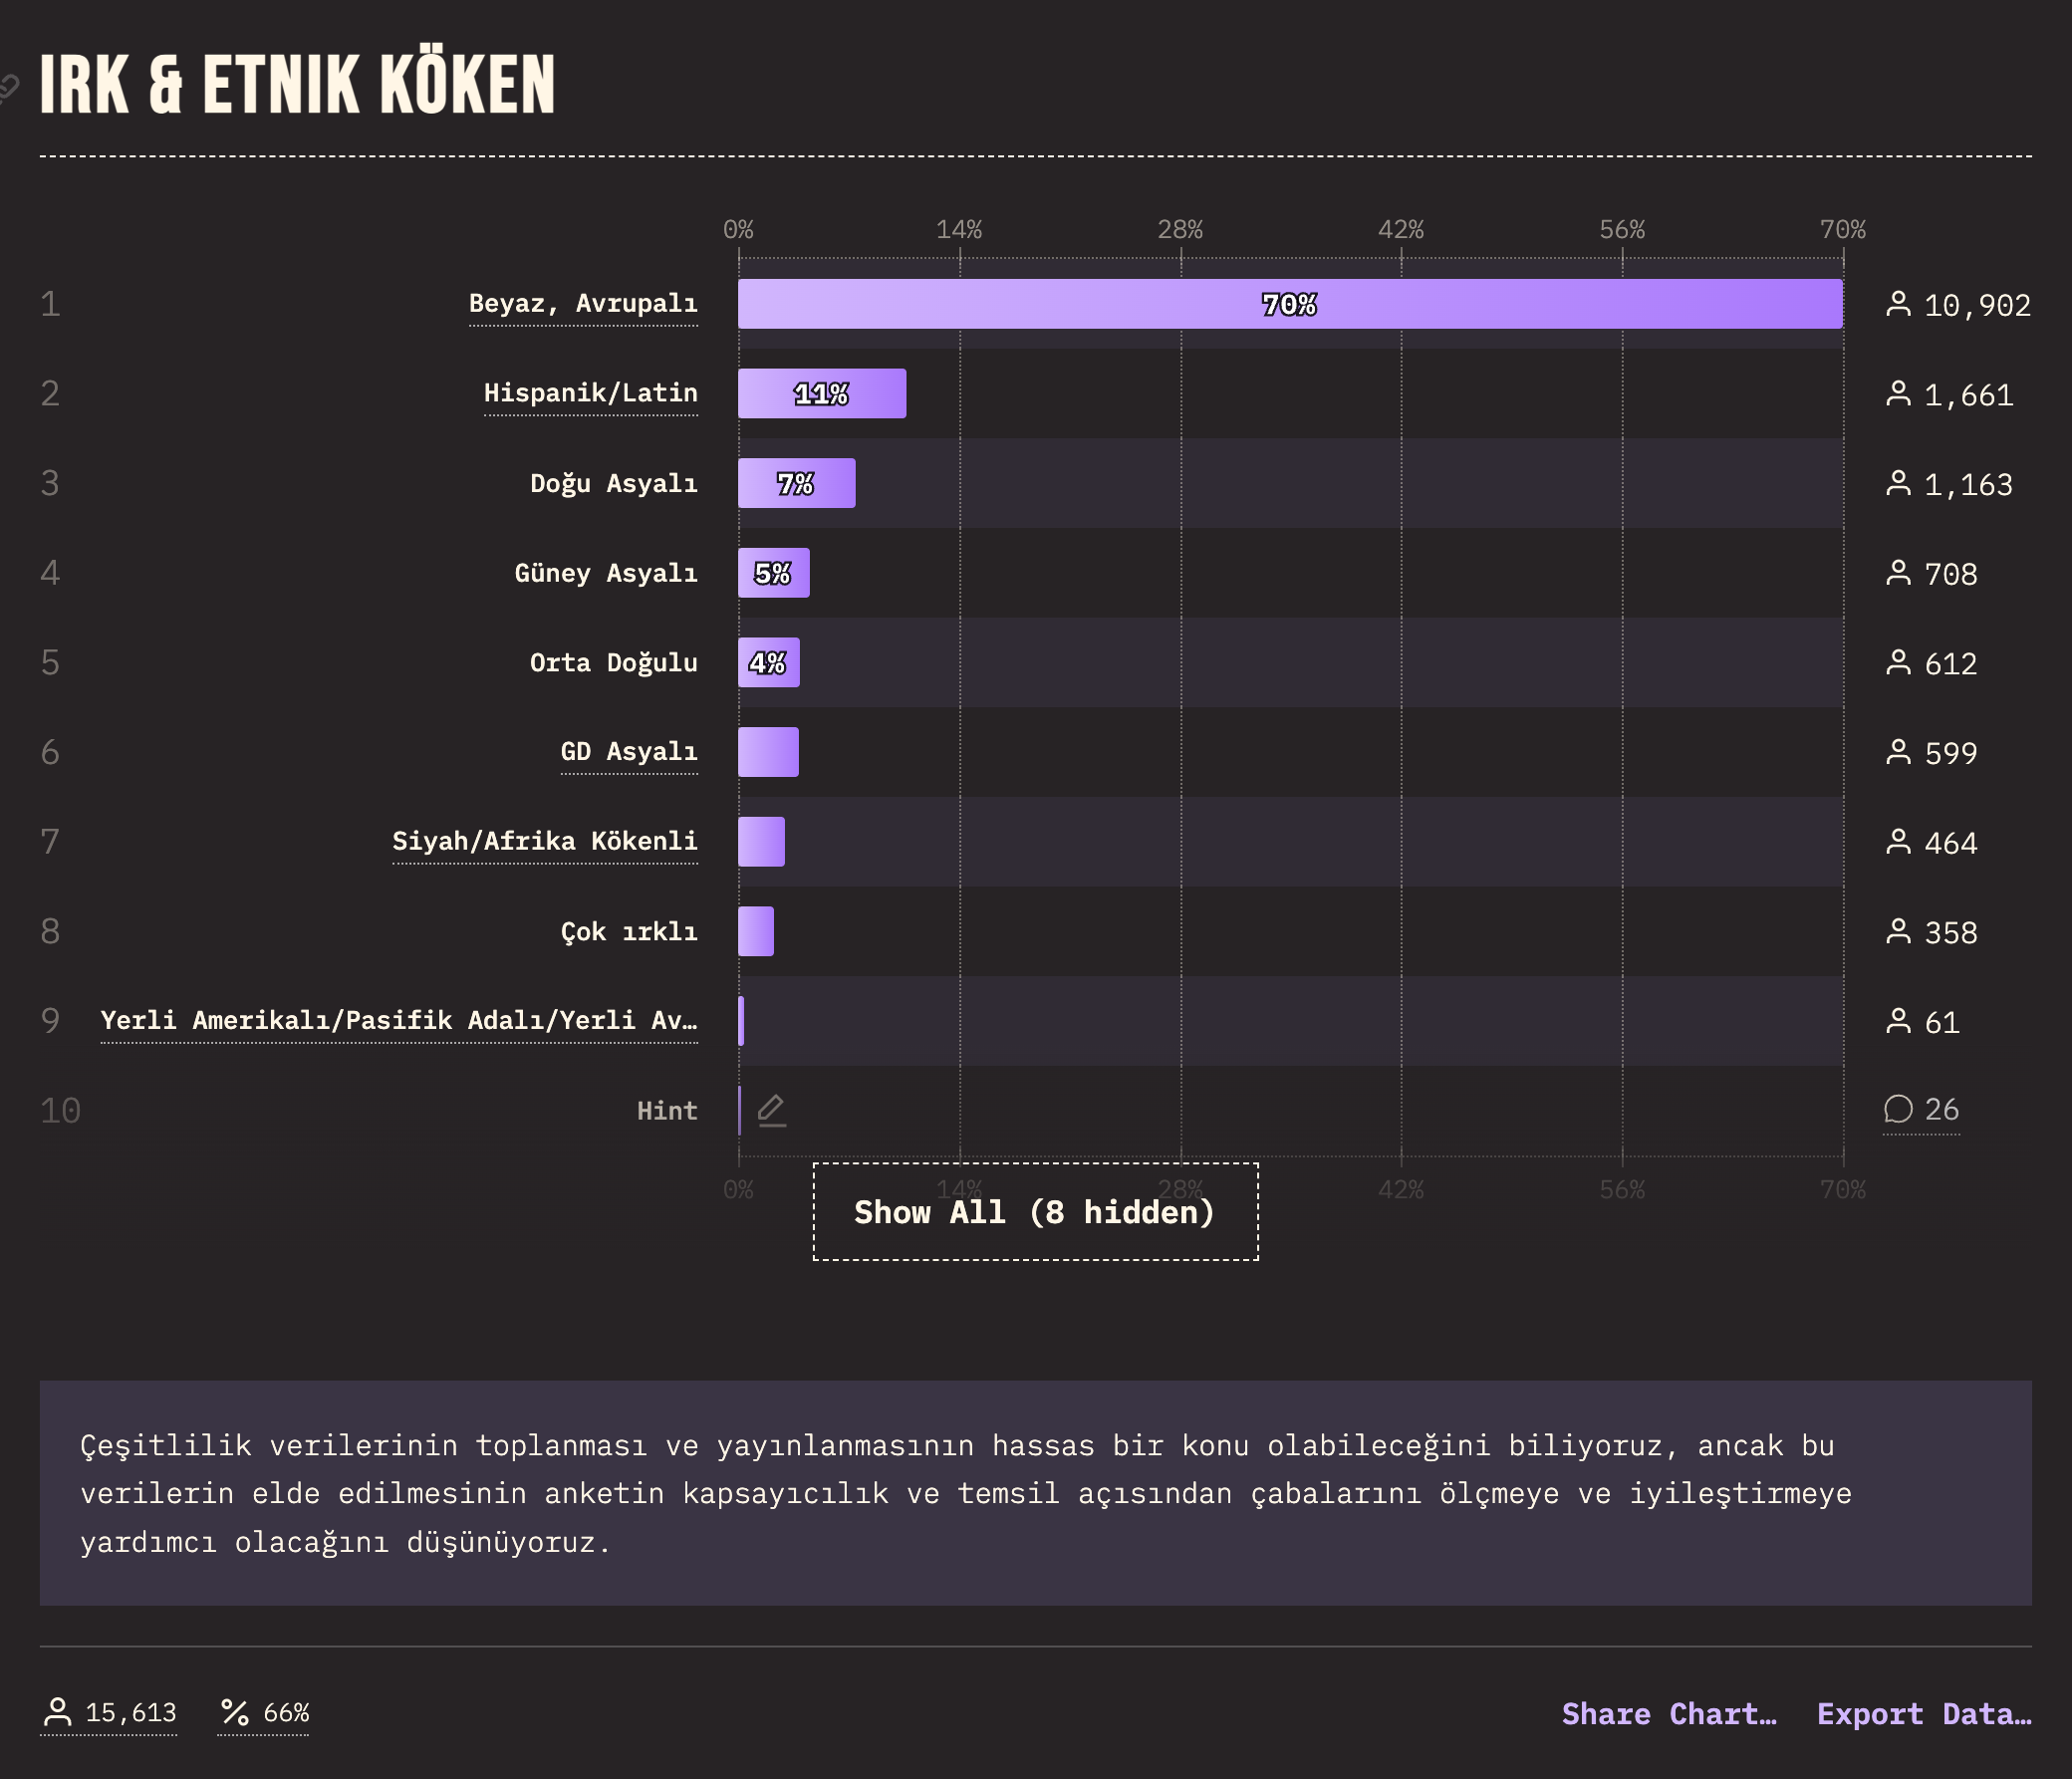 IRK & ETNIK KÖKEN
0% 14% 28% 42% 56% 70%
1 Beyaz, Avrupalı 70% 10,902
2 Hispanik/Latin 11% 1,661
3 Doğu Asyalı 7% 1,163
4 Güney Asyalı 5% 708
5 Orta Doğulu 4% 612
6 GD Asyalı 599
7 Siyah/Afrika Kökenli 464
8 Çok ırklı 358
9 Yerli Amerikalı/Pasifik Adalı/Yerli Av… 61
10 Hint 26
0% 14% 28% 42% 56% 70%
Show All (8 hidden)
Çeşitlilik verilerinin toplanması ve yayınlanmasının hassas bir konu olabileceğini biliyoruz, ancak bu
verilerin elde edilmesinin anketin kapsayıcılık ve temsil açısından çabalarını ölçmeye ve iyileştirmeye
yardımcı olacağını düşünüyoruz.
15,613 % 66% Share Chart… Export Data…